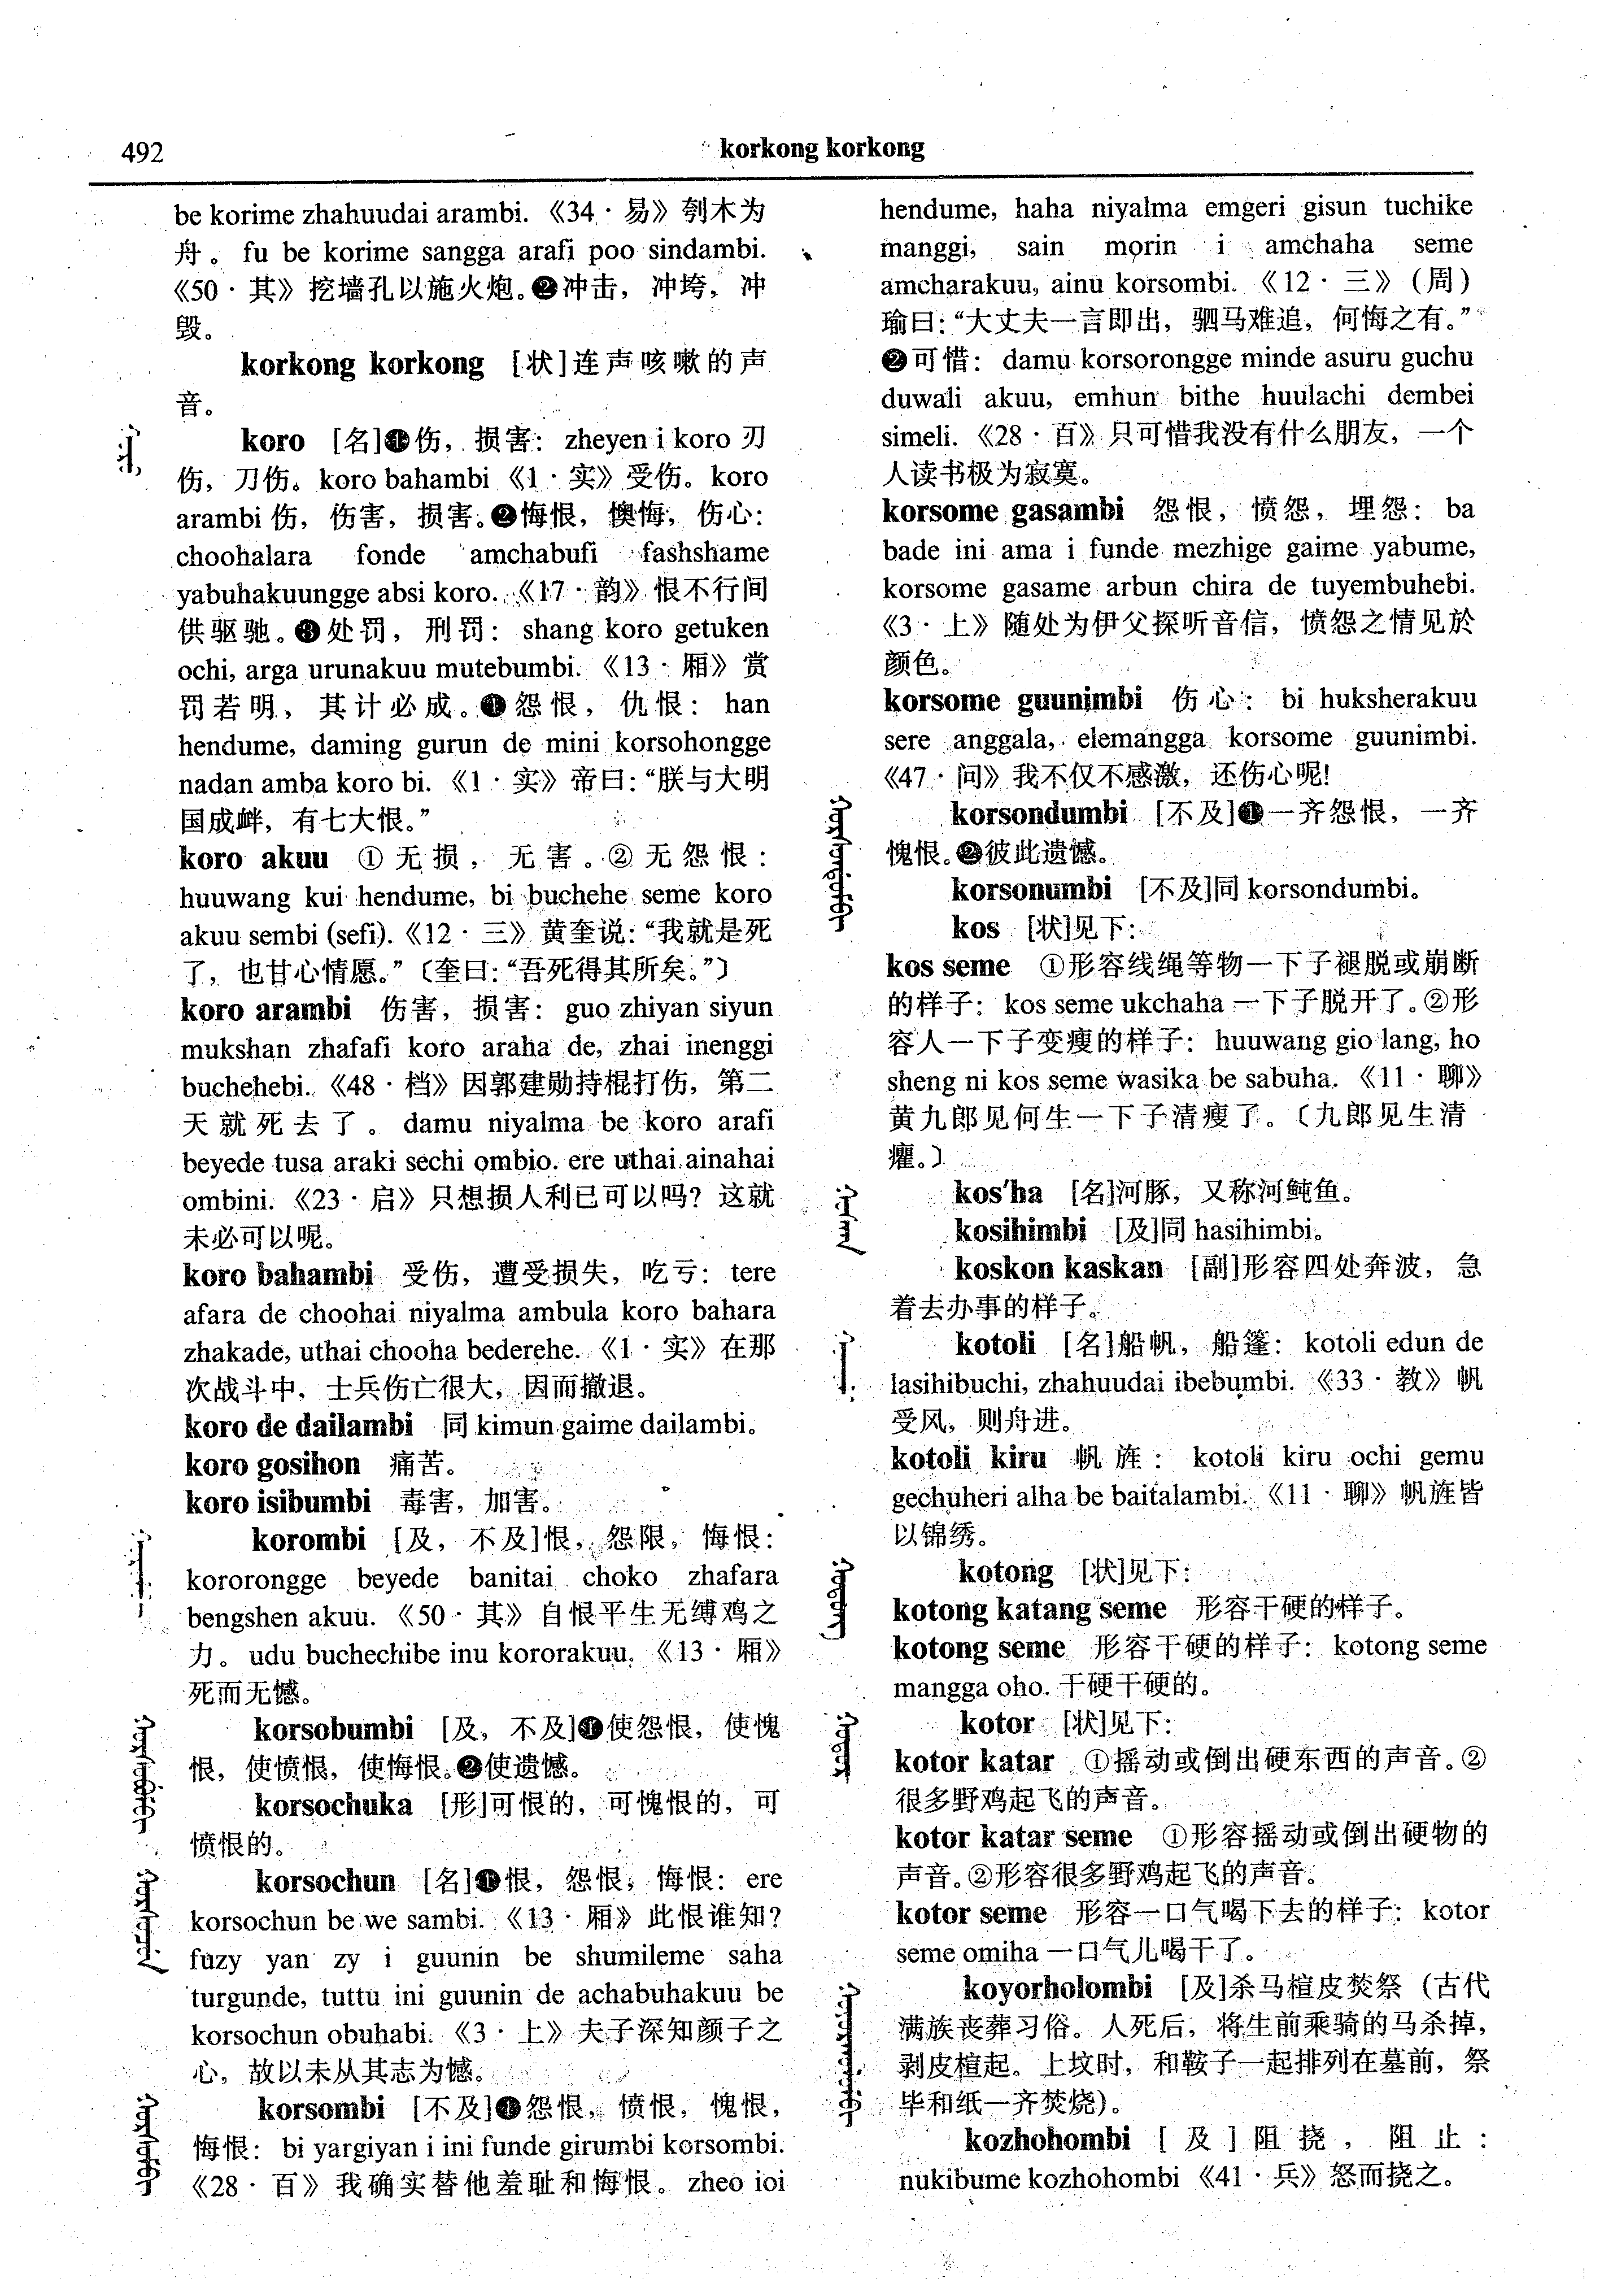 492
korkong korkong
be korime zhahuudai arambi.《34·易》刳木为
舟。fu be korime sangga arafi poo sindambi.
《50·其》挖墙孔以施火炮。❷冲击，冲垮，冲
毁。
korkong korkong [状]连声咳嗽的声
音。
koro [名]❶伤，损害：zheyen i koro 刃
伤，刀伤。koro bahambi《1·实》受伤。koro
arambi 伤，伤害，损害。❷悔恨，懊悔，伤心：
choohalara fonde amchabufi fashshame
yabuhakuungge absi koro.《17·韵》恨不行间
供驱驰。❸处罚，刑罚：shang koro getuken
ochi, arga urunakuu mutebumbi.《13·厢》赏
罚若明，其计必成。❹怨恨，仇恨：han
hendume, daming gurun de mini korsohongge
nadan amba koro bi.《1·实》帝曰：“朕与大明
国成衅，有七大恨。”
koro akuu ①无损，无害。②无怨恨：
huuwang kui hendume, bi buchehe seme koro
akuu sembi (sefi).《12·三》黄奎说：“我就是死
了，也甘心情愿。”〔奎曰：“吾死得其所矣。”〕
koro arambi 伤害，损害：guo zhiyan siyun
mukshan zhafafi koro araha de, zhai inenggi
buchehebi.《48·档》因郭建勋持棍打伤，第二
天就死去了。damu niyalma be koro arafi
beyede tusa araki sechi ombio. ere uthai ainahai
ombini.《23·启》只想损人利已可以吗？这就
未必可以呢。
koro bahambi 受伤，遭受损失，吃亏：tere
afara de choohai niyalma ambula koro bahara
zhakade, uthai chooha bederehe.《1·实》在那
次战斗中，士兵伤亡很大，因而撤退。
koro de dailambi 同 kimun gaime dailambi。
koro gosihon 痛苦。
koro isibumbi 毒害，加害。
korombi [及，不及]恨，怨限，悔恨：
kororongge beyede banitai choko zhafara
bengshen akuu.《50·其》自恨平生无缚鸡之
力。udu buchechibe inu kororakuu.《13·厢》
死而无憾。
korsobumbi [及，不及]❶使怨恨，使愧
恨，使愤恨，使悔恨。❷使遗憾。
korsochuka [形]可恨的，可愧恨的，可
愤恨的。
korsochun [名]❶恨，怨恨，悔恨：ere
korsochun be we sambi.《13·厢》此恨谁知？
fuzy yan zy i guunin be shumileme saha
turgunde, tuttu ini guunin de achabuhakuu be
korsochun obuhabi.《3·上》夫子深知颜子之
心，故以未从其志为憾。
korsombi [不及]❶怨恨，愤恨，愧恨，
悔恨：bi yargiyan i ini funde girumbi korsombi.
《28·百》我确实替他羞耻和悔恨。zheo ioi
hendume, haha niyalma emgeri gisun tuchike
manggi, sain morin i amchaha seme
amcharakuu, ainu korsombi.《12·三》(周)
瑜曰：“大丈夫一言即出，驷马难追，何悔之有。”
❷可惜：damu korsorongge minde asuru guchu
duwali akuu, emhun bithe huulachi dembei
simeli.《28·百》只可惜我没有什么朋友，一个
人读书极为寂寞。
korsome gasambi 怨恨，愤怨，埋怨：ba
bade ini ama i funde mezhige gaime yabume,
korsome gasame arbun chira de tuyembuhebi.
《3·上》随处为伊父探听音信，愤怨之情见於
颜色。
korsome guunimbi 伤心：bi huksherakuu
sere anggala, elemangga korsome guunimbi.
《47·问》我不仅不感激，还伤心呢！
korsondumbi [不及]❶一齐怨恨，一齐
愧恨。❷彼此遗憾。
korsonumbi [不及]同 korsondumbi。
kos [状]见下：
kos seme ①形容线绳等物一下子褪脱或崩断
的样子：kos seme ukchaha 一下子脱开了。②形
容人一下子变瘦的样子：huuwang gio lang, ho
sheng ni kos seme wasika be sabuha.《11·聊》
黄九郎见何生一下子清瘦了。〔九郎见生清
癯。〕
kos'ha [名]河豚，又称河鲀鱼。
kosihimbi [及]同 hasihimbi。
koskon kaskan [副]形容四处奔波，急
着去办事的样子。
kotoli [名]船帆，船篷：kotoli edun de
lasihibuchi, zhahuudai ibebumbi.《33·教》帆
受风，则舟进。
kotoli kiru 帆旌：kotoli kiru ochi gemu
gechuheri alha be baitalambi.《11·聊》帆旌皆
以锦绣。
kotong [状]见下：
kotong katang seme 形容干硬的样子。
kotong seme 形容干硬的样子：kotong seme
mangga oho. 干硬干硬的。
kotor [状]见下：
kotor katar ①摇动或倒出硬东西的声音。②
很多野鸡起飞的声音。
kotor katar seme ①形容摇动或倒出硬物的
声音。②形容很多野鸡起飞的声音。
kotor seme 形容一口气喝下去的样子：kotor
seme omiha 一口气儿喝干了。
koyorholombi [及]杀马楦皮焚祭（古代
满族丧葬习俗。人死后，将生前乘骑的马杀掉，
剥皮楦起。上坟时，和鞍子一起排列在墓前，祭
毕和纸一齐焚烧)。
kozhohombi [及]阻挠，阻止：
nukibume kozhohombi《41·兵》怒而挠之。